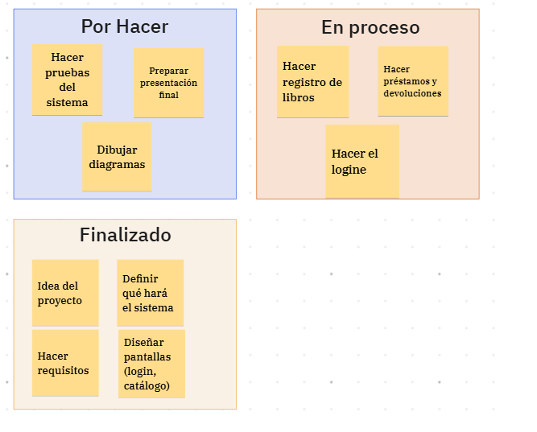 Por Hacer
Hacer
pruebas
del
sistema
Preparar
presentación
final
Dibujar
diagramas
En proceso
Hacer
registro de
libros
Hacer
préstamos y
devoluciones
Hacer el
logine
Finalizado
Idea del
proyecto
Definir
qué hará
el sistema
Hacer
requisitos
Diseñar
pantallas
(login,
catálogo)